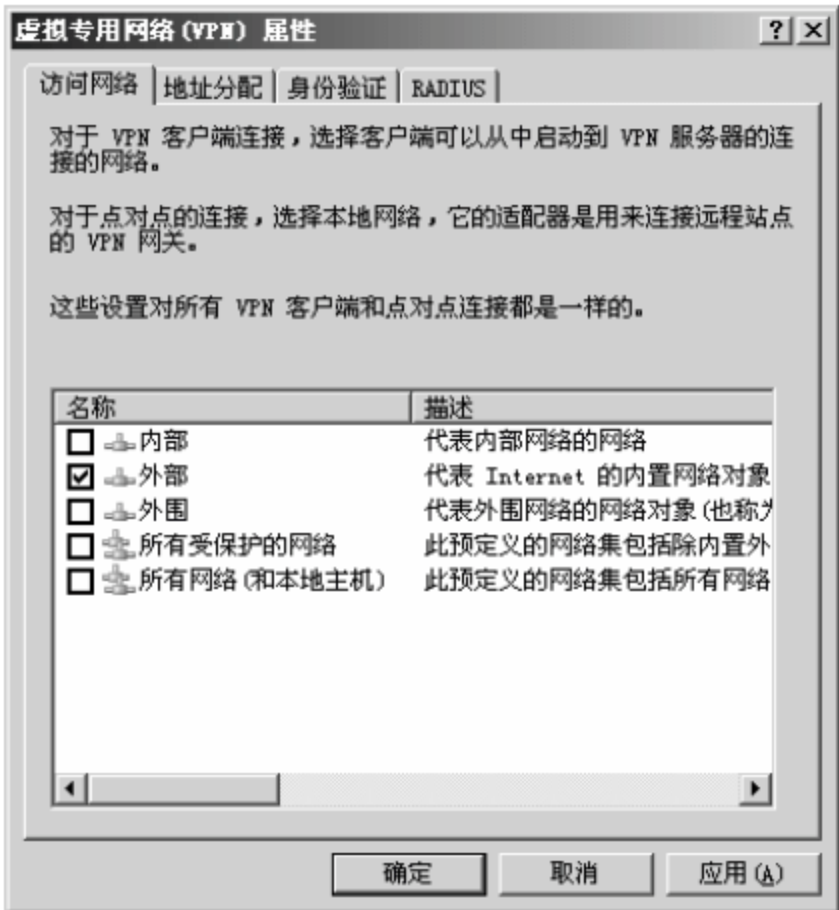 虚拟专用网络(VPN) 属性
访问网络 地址分配 身份验证 RADIUS
对于 VPN 客户端连接，选择客户端可以从中启动到 VPN 服务器的连
接的网络。
对于点对点的连接，选择本地网络，它的适配器是用来连接远程站点
的 VPN 网关。
这些设置对所有 VPN 客户端和点对点连接都是一样的。
名称 描述
内部 代表内部网络的网络
外部 代表 Internet 的内置网络对象
外围 代表外围网络的网络对象(也称为
所有受保护的网络 此预定义的网络集包括除内置外
所有网络(和本地主机) 此预定义的网络集包括所有网络
确定 取消 应用(A)